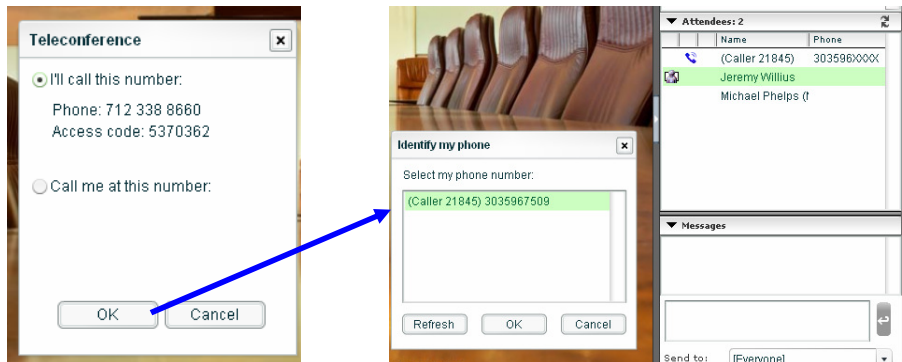 Teleconference
I'll call this number:
Phone: 712 338 8660
Access code: 5370362
Call me at this number:
OK
Cancel
Identify my phone
Select my phone number:
(Caller 21845) 3035967509
Refresh
OK
Cancel
Attendees: 2
Name
Phone
(Caller 21845)
303596XXXX
Jeremy Willius
Michael Phelps (
Messages
Send to:
[Everyone]